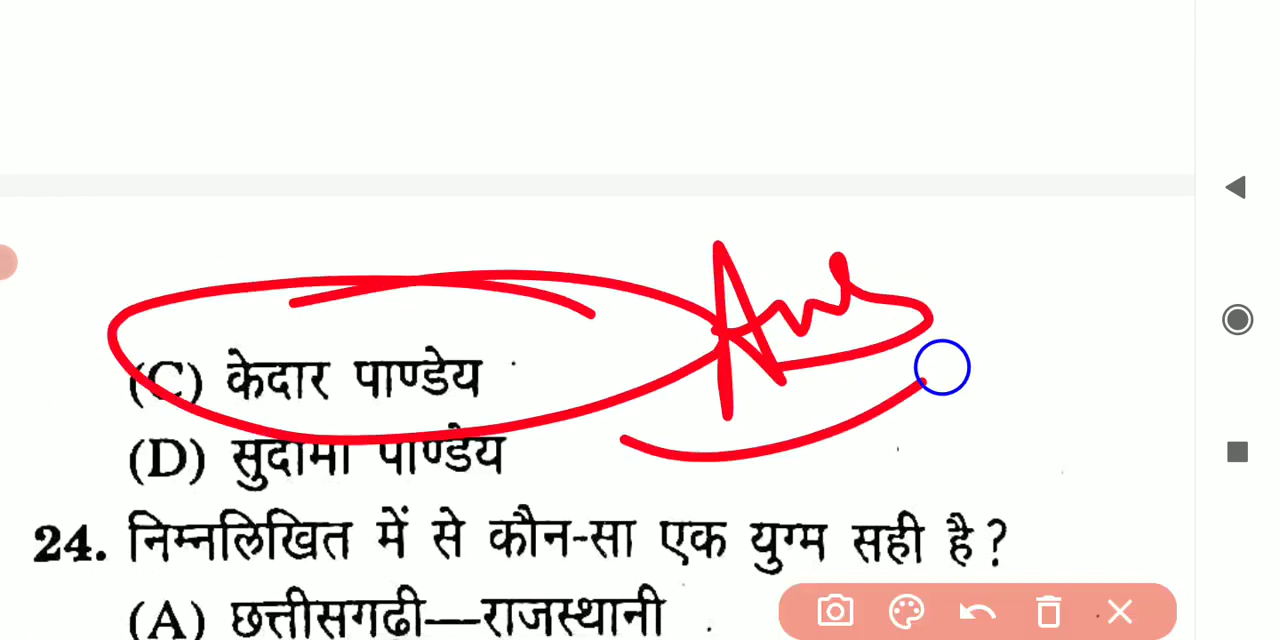 Ans
(C) केदार पाण्डेय
(D) सुदामा पाण्डेय
24. निम्नलिखित में से कौन-सा एक युग्म सही है ?
(A) छत्तीसगढ़ी—राजस्थानी